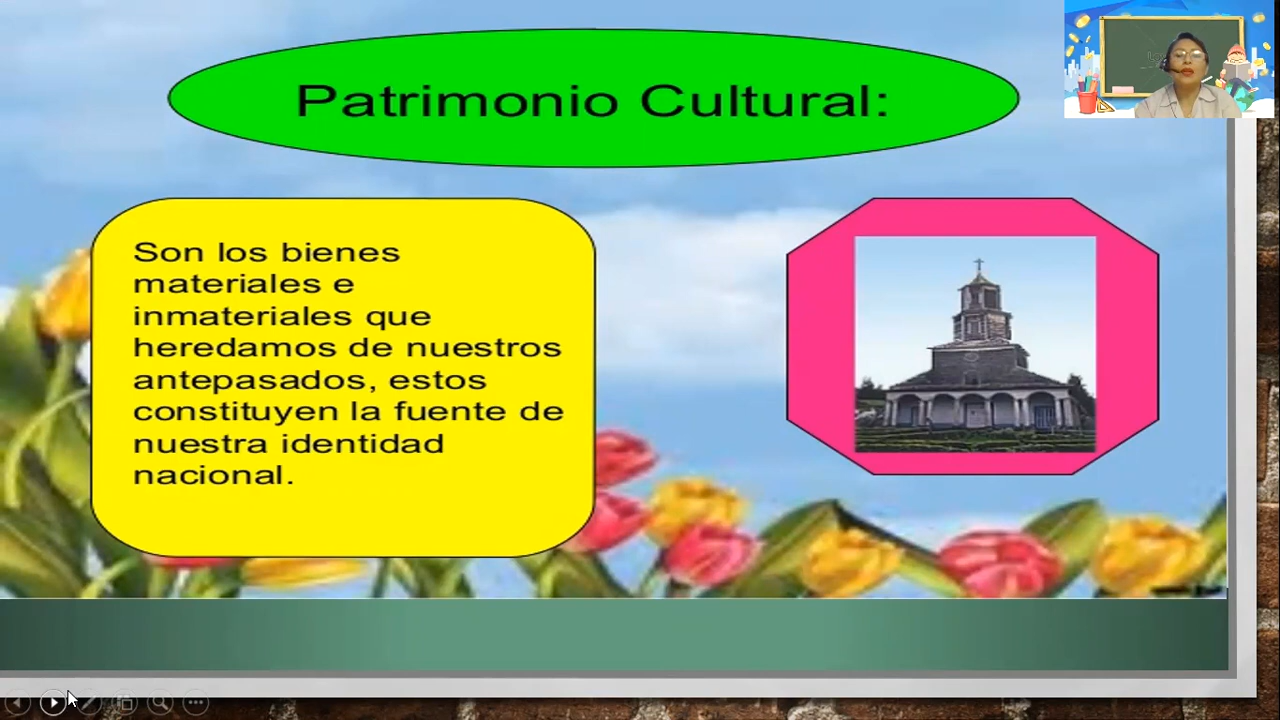 Patrimonio Cultural:
Son los bienes
materiales e
inmateriales que
heredamos de nuestros
antepasados, estos
constituyen la fuente de
nuestra identidad
nacional.